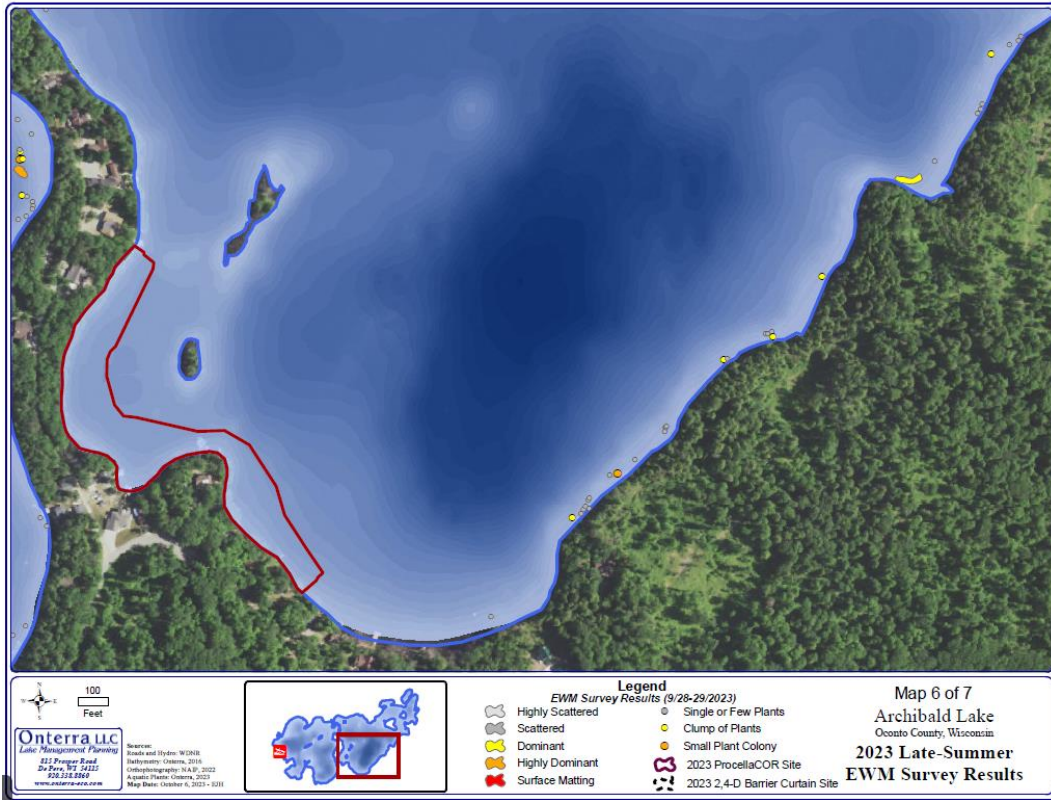 N
W
E
S
100
Feet
Onterra LLC
Lake Management Planning
815 Prosper Road
De Pere, WI 54115
920.338.8860
www.onterra-eco.com
Sources:
Roads and Hydro: WDNR
Bathymetry: Onterra, 2016
Orthophotography: NAIP, 2022
Aquatic Plants: Onterra, 2023
Map Date: October 6, 2023 - EJH
Legend
EWM Survey Results (9/28-29/2023)
Highly Scattered
Scattered
Dominant
Highly Dominant
Surface Matting
Single or Few Plants
Clump of Plants
Small Plant Colony
2023 ProcellaCOR Site
2023 2,4-D Barrier Curtain Site
Map 6 of 7
Archibald Lake
Oconto County, Wisconsin
2023 Late-Summer
EWM Survey Results